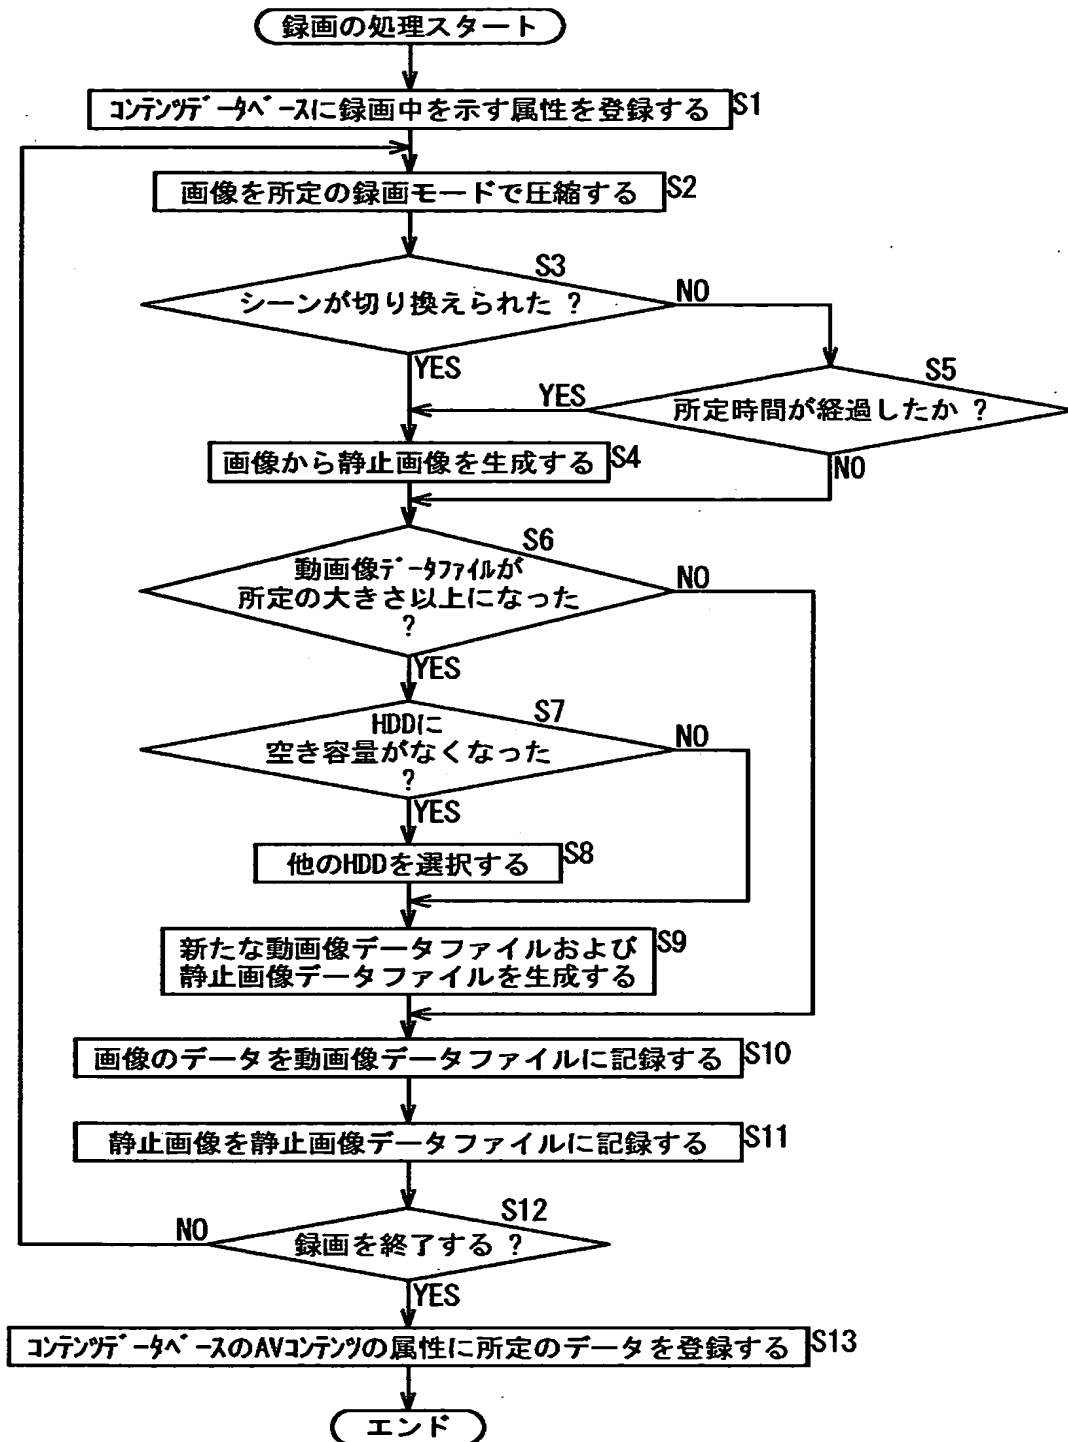 録画の処理スタート
コンテンツデータベースに録画中を示す属性を登録する S1
画像を所定の録画モードで圧縮する S2
S3
シーンが切り換えられた ? NO
YES
S5
YES 所定時間が経過したか ?
画像から静止画像を生成する S4
NO
S6
動画像データファイルが NO
所定の大きさ以上になった
?
YES
S7
HDDに NO
空き容量がなくなった
?
YES
他のHDDを選択する S8
新たな動画像データファイルおよび S9
静止画像データファイルを生成する
画像のデータを動画像データファイルに記録する S10
静止画像を静止画像データファイルに記録する S11
S12
NO 録画を終了する ?
YES
コンテンツデータベースのAVコンテンツの属性に所定のデータを登録する S13
エンド